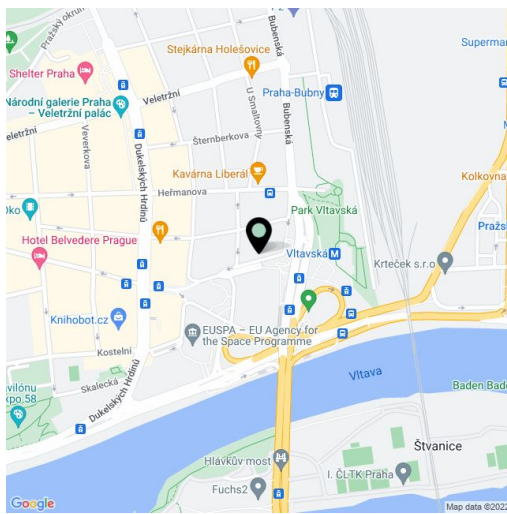 Pražský okruh
P2
Stejkárna Holešovice
Supermar
Shelter Praha
Bubenská
Veletržní
U Smaltovny
Praha-Bubny
Národní galerie Praha
– Veletržní palác
Veletržní
Bubenská
Šternberkova
Veverkova
Dukelských Hrdinů
Kavárna Liberál
Kolkovna
Heřmanova
Oko
Park Vltavská
Pražs
Hotel Belvedere Prague
Vltavská
M
Krteček s.r.o
Knihobot.cz
EUSPA – EU Agency for
the Space Programme
Kostelní
Skalecká
Vltava
avilónu
xpo 58
Dukelských Hrdinů
Baden Bade
Štvanice
Hlávkův most
I. ČLTK Praha
Fuchs2
Google
Map data ©2022